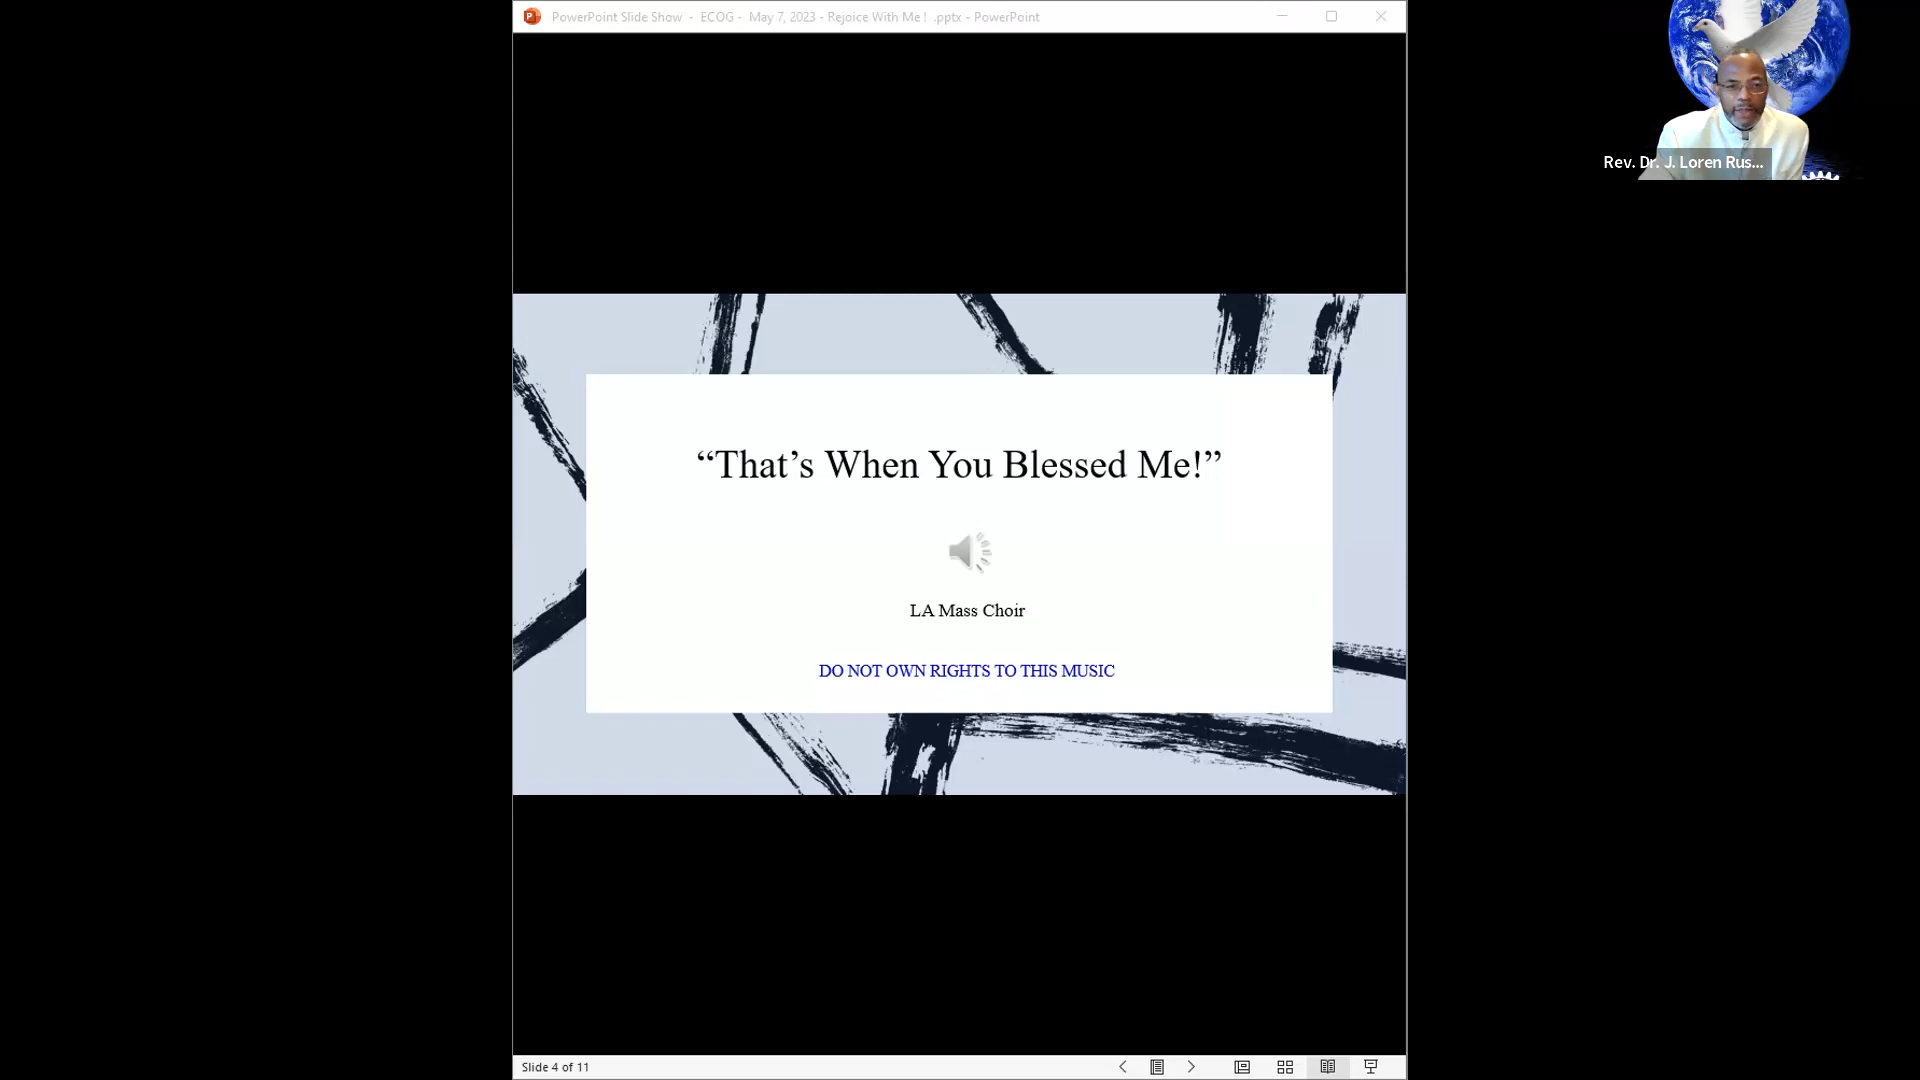 PowerPoint Slide Show - ECOG - May 7, 2023 - Rejoice With Me ! .pptx - PowerPoint
Rev. Dr. J. Loren Rus...
“That’s When You Blessed Me!”
LA Mass Choir
DO NOT OWN RIGHTS TO THIS MUSIC
Slide 4 of 11